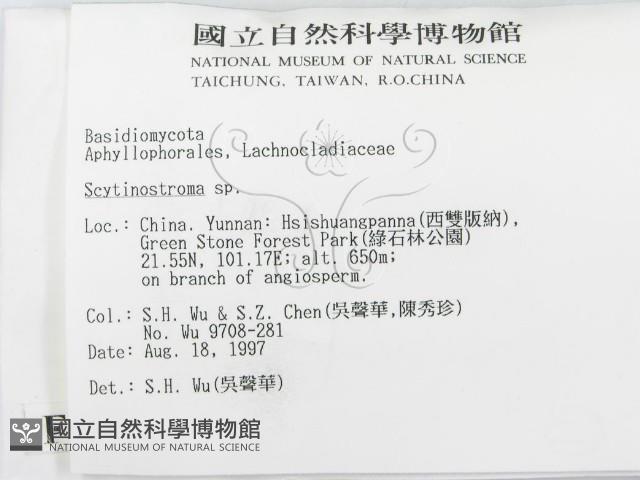 國立自然科學博物館
NATIONAL MUSEUM OF NATURAL SCIENCE
TAICHUNG, TAIWAN, R.O.CHINA
Basidiomycota
Aphyllophorales, Lachnocladiaceae
Scytinostroma sp.
Loc.: China. Yunnan: Hsishuangpanna(西雙版納),
Green Stone Forest Park(綠石林公園)
21.55N, 101.17E; alt. 650m;
on branch of angiosperm.
Col.: S.H. Wu & S.Z. Chen(吳聲華,陳秀珍)
No. Wu 9708-281
Date: Aug. 18, 1997
Det.: S.H. Wu(吳聲華)
國立自然科學博物館
NATIONAL MUSEUM OF NATURAL SCIENCE